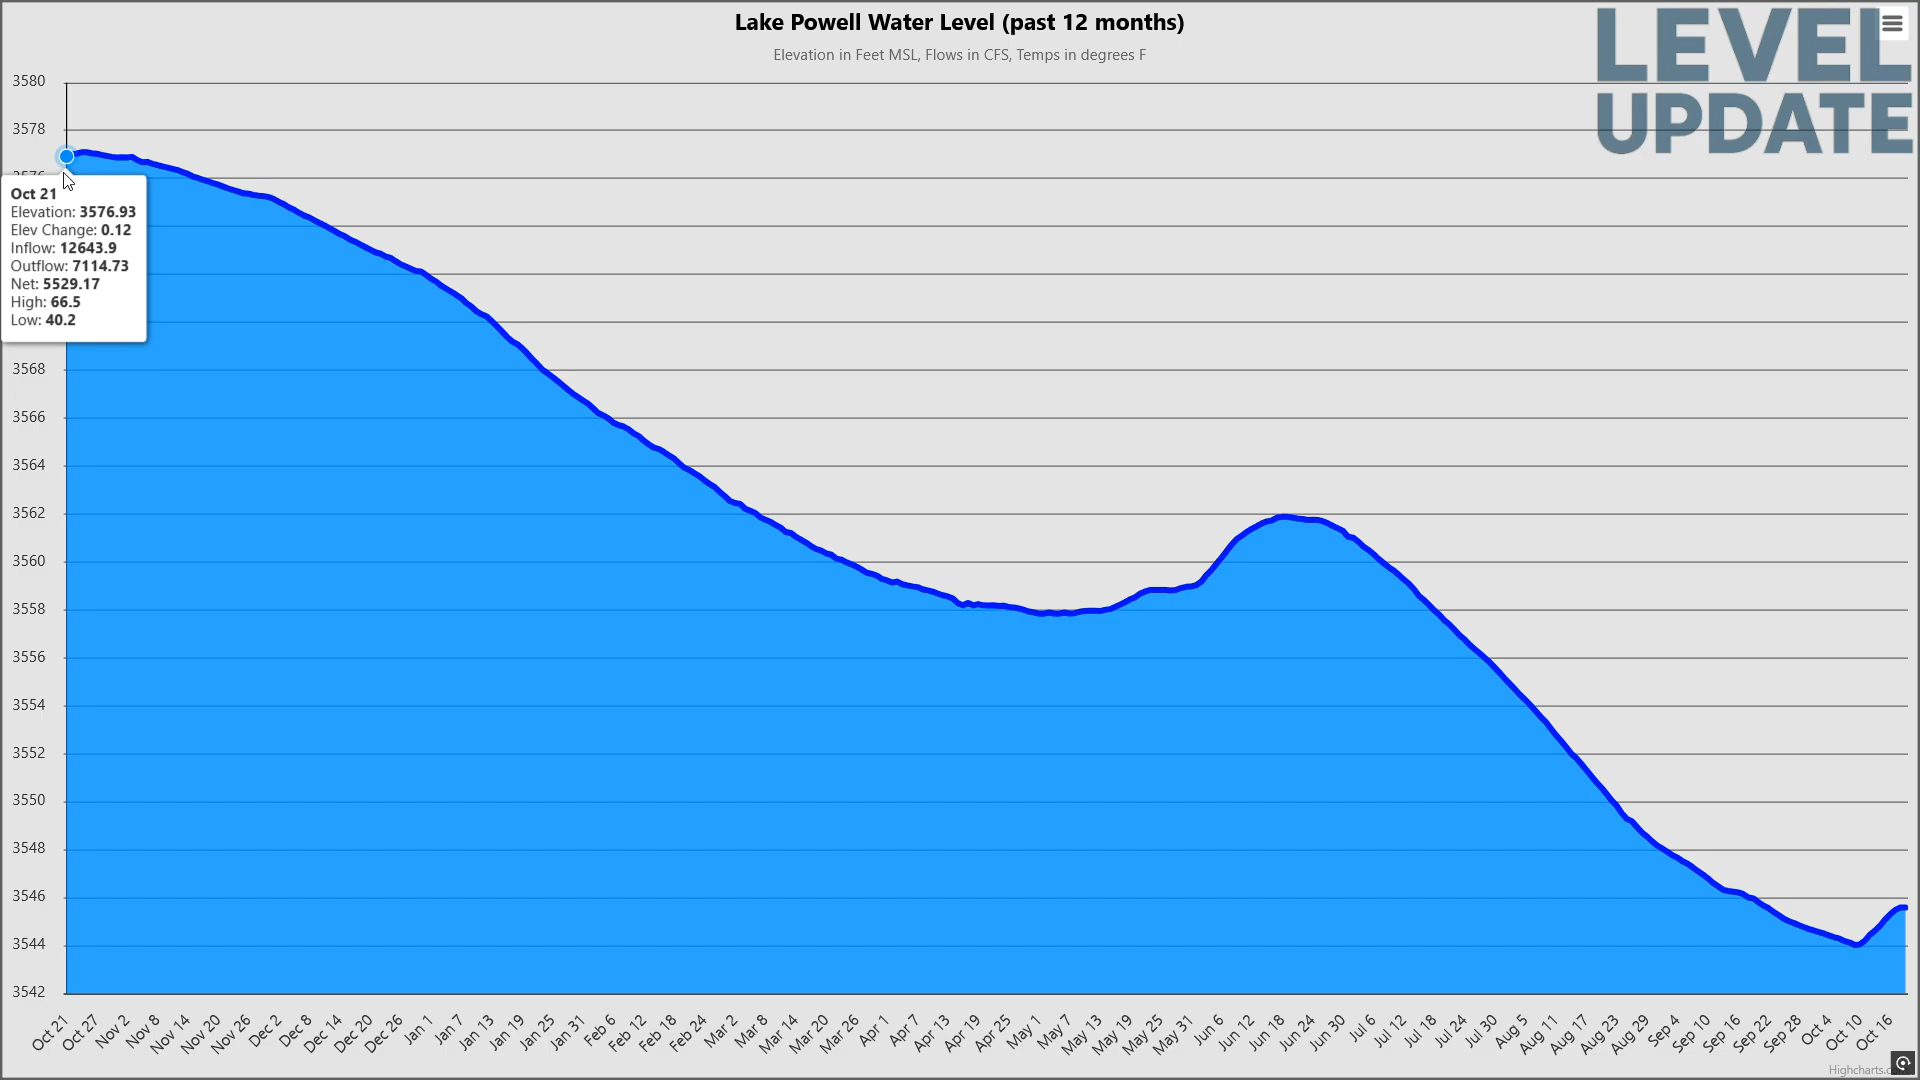 Lake Powell Water Level (past 12 months)
Elevation in Feet MSL, Flows in CFS, Temps in degrees F
LEVEL
UPDATE
3580
3578
Oct 21
Elevation: 3576.93
Elev Change: 0.12
Inflow: 12643.9
Outflow: 7114.73
Net: 5529.17
High: 66.5
Low: 40.2
3568
3566
3564
3562
3560
3558
3556
3554
3552
3550
3548
3546
3544
3542
Oct 21 Oct 27 Nov 2 Nov 8 Nov 14 Nov 20 Nov 26 Dec 2 Dec 8 Dec 14 Dec 20 Dec 26 Jan 1 Jan 7 Jan 13 Jan 19 Jan 25 Jan 31 Feb 6 Feb 12 Feb 18 Feb 24 Mar 2 Mar 8 Mar 14 Mar 20 Mar 26 Apr 1 Apr 7 Apr 13 Apr 19 Apr 25 May 1 May 7 May 13 May 19 May 25 May 31 Jun 6 Jun 12 Jun 18 Jun 24 Jun 30 Jul 6 Jul 12 Jul 18 Jul 24 Jul 30 Aug 5 Aug 11 Aug 17 Aug 23 Aug 29 Sep 4 Sep 10 Sep 16 Sep 22 Sep 28 Oct 4 Oct 10 Oct 16